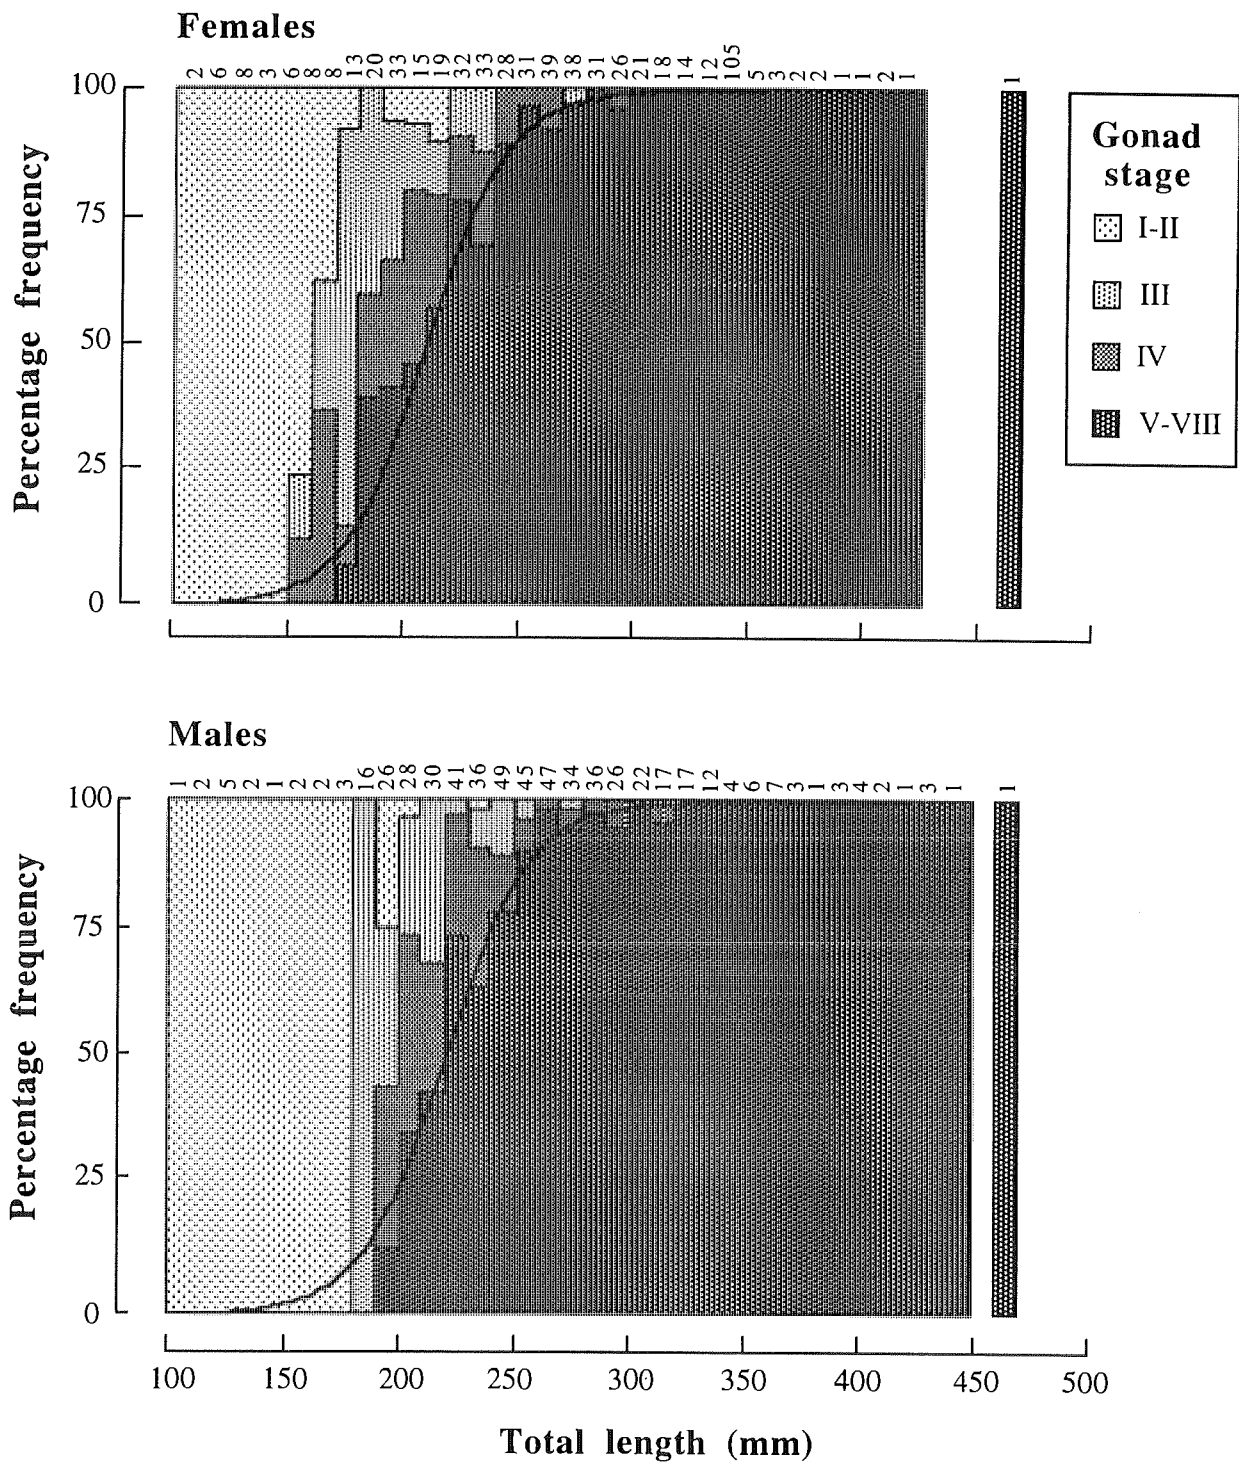 Females
2 6 8 3 6 8 8 13 20 33 15 19 32 33 28 31 39 38 31 26 21 18 14 12 105 5 3 2 2 1 1 2 1 1
100
75
50
25
0
Percentage frequency
Gonad
stage
I-II
III
IV
V-VIII
Males
1 2 5 2 1 2 2 3 16 26 28 30 41 36 49 45 47 34 36 26 22 17 17 12 4 6 7 3 1 3 4 2 1 3 1 1
100
75
50
25
0
Percentage frequency
100 150 200 250 300 350 400 450 500
Total length (mm)